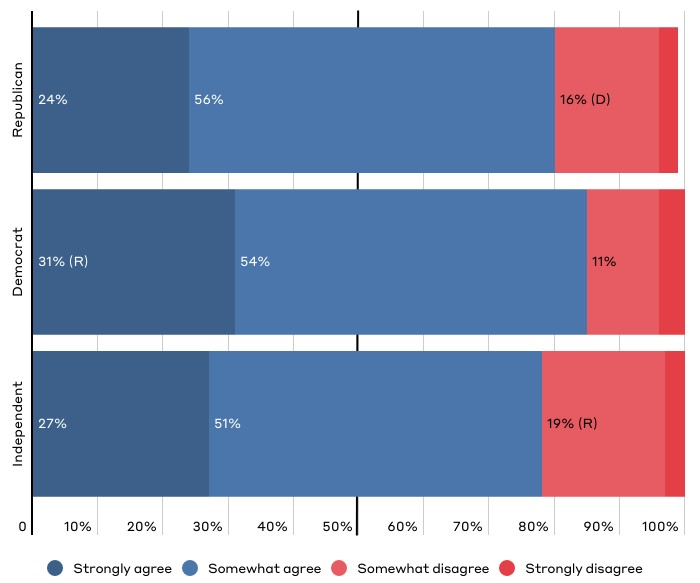 Republican
24%
56%
16% (D)
Democrat
31% (R)
54%
11%
Independent
27%
51%
19% (R)
0 10% 20% 30% 40% 50% 60% 70% 80% 90% 100%
Strongly agree Somewhat agree Somewhat disagree Strongly disagree